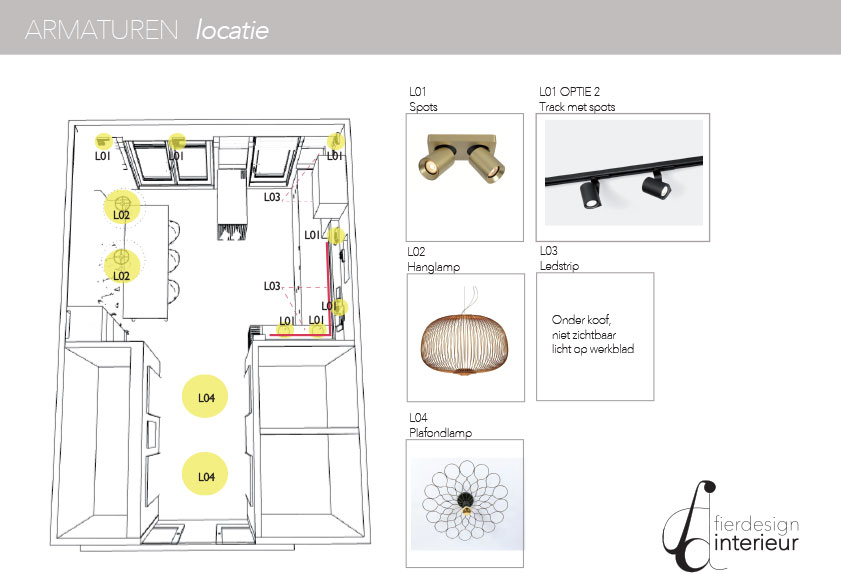 ARMATUREN locatie
L01
Spots
L01 OPTIE 2
Track met spots
L02
Hanglamp
L03
Ledstrip
Onder koof,
niet zichtbaar
licht op werkblad
L04
Plafondlamp
L01
L01
L01
L03
L02
L01
L02
L03
L01
L01
L01
L04
L04
fierdesign
interieur